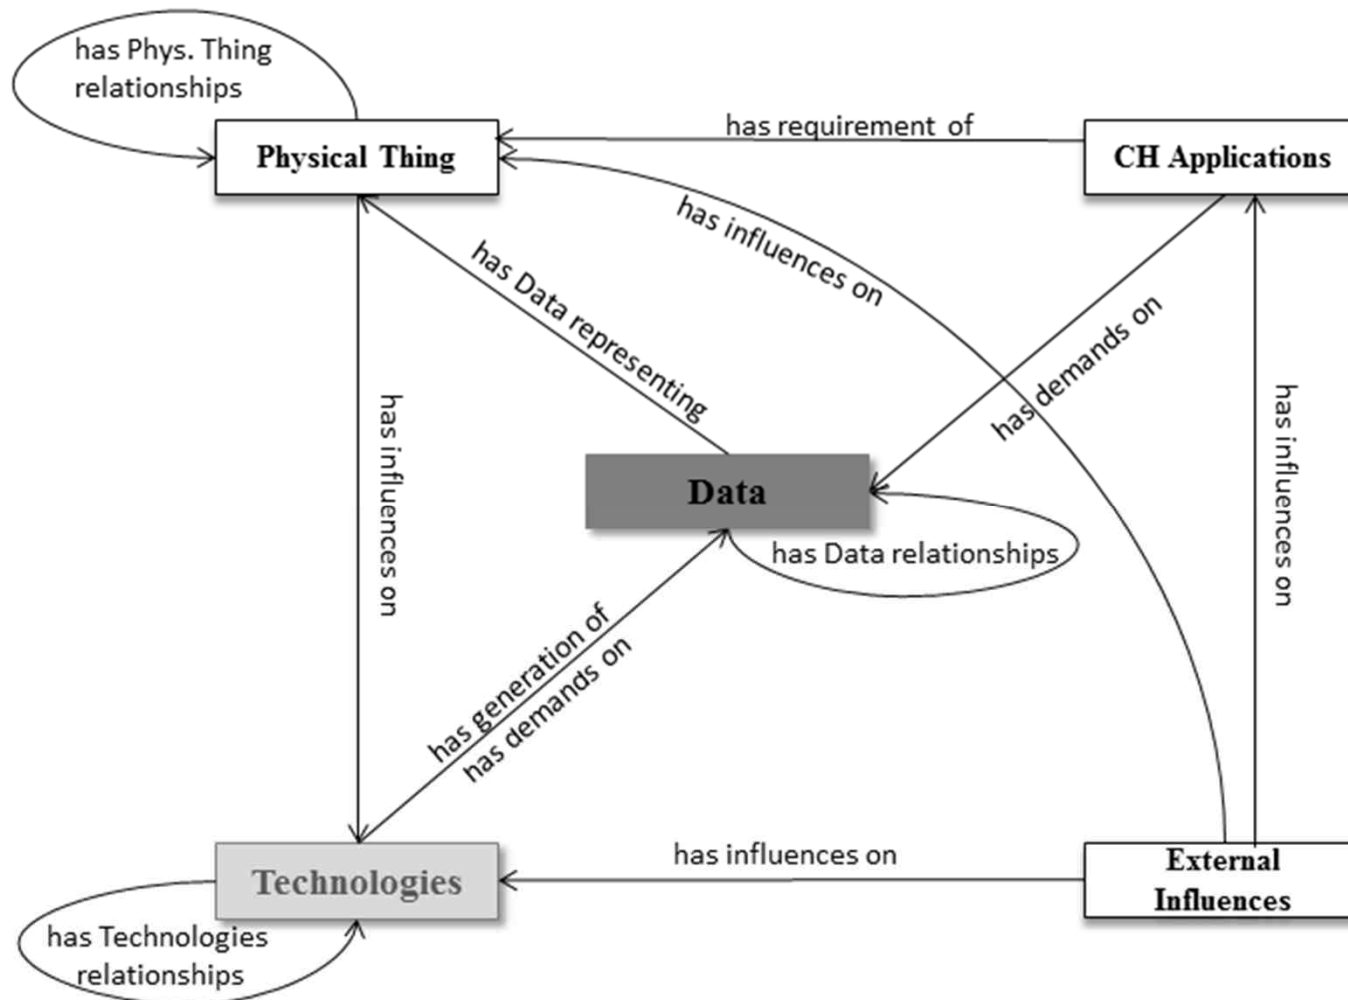 has Phys. Thing
relationships
has requirement of
Physical Thing
CH Applications
has influences on
has Data representing
has demands on
has influences on
has influences on
Data
has Data relationships
has generation of
has demands on
has influences on
External
Influences
Technologies
has Technologies
relationships